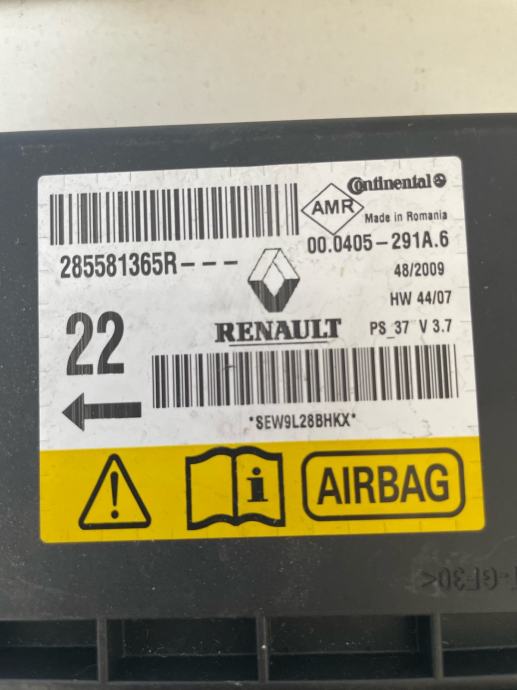 Continental
AMR
Made in Romania
285581365R---
00.0405-291A.6
48/2009
HW 44/07
22
RENAULT
PS_37 V 3.7
*SEW9L28BHKX*
i
AIRBAG